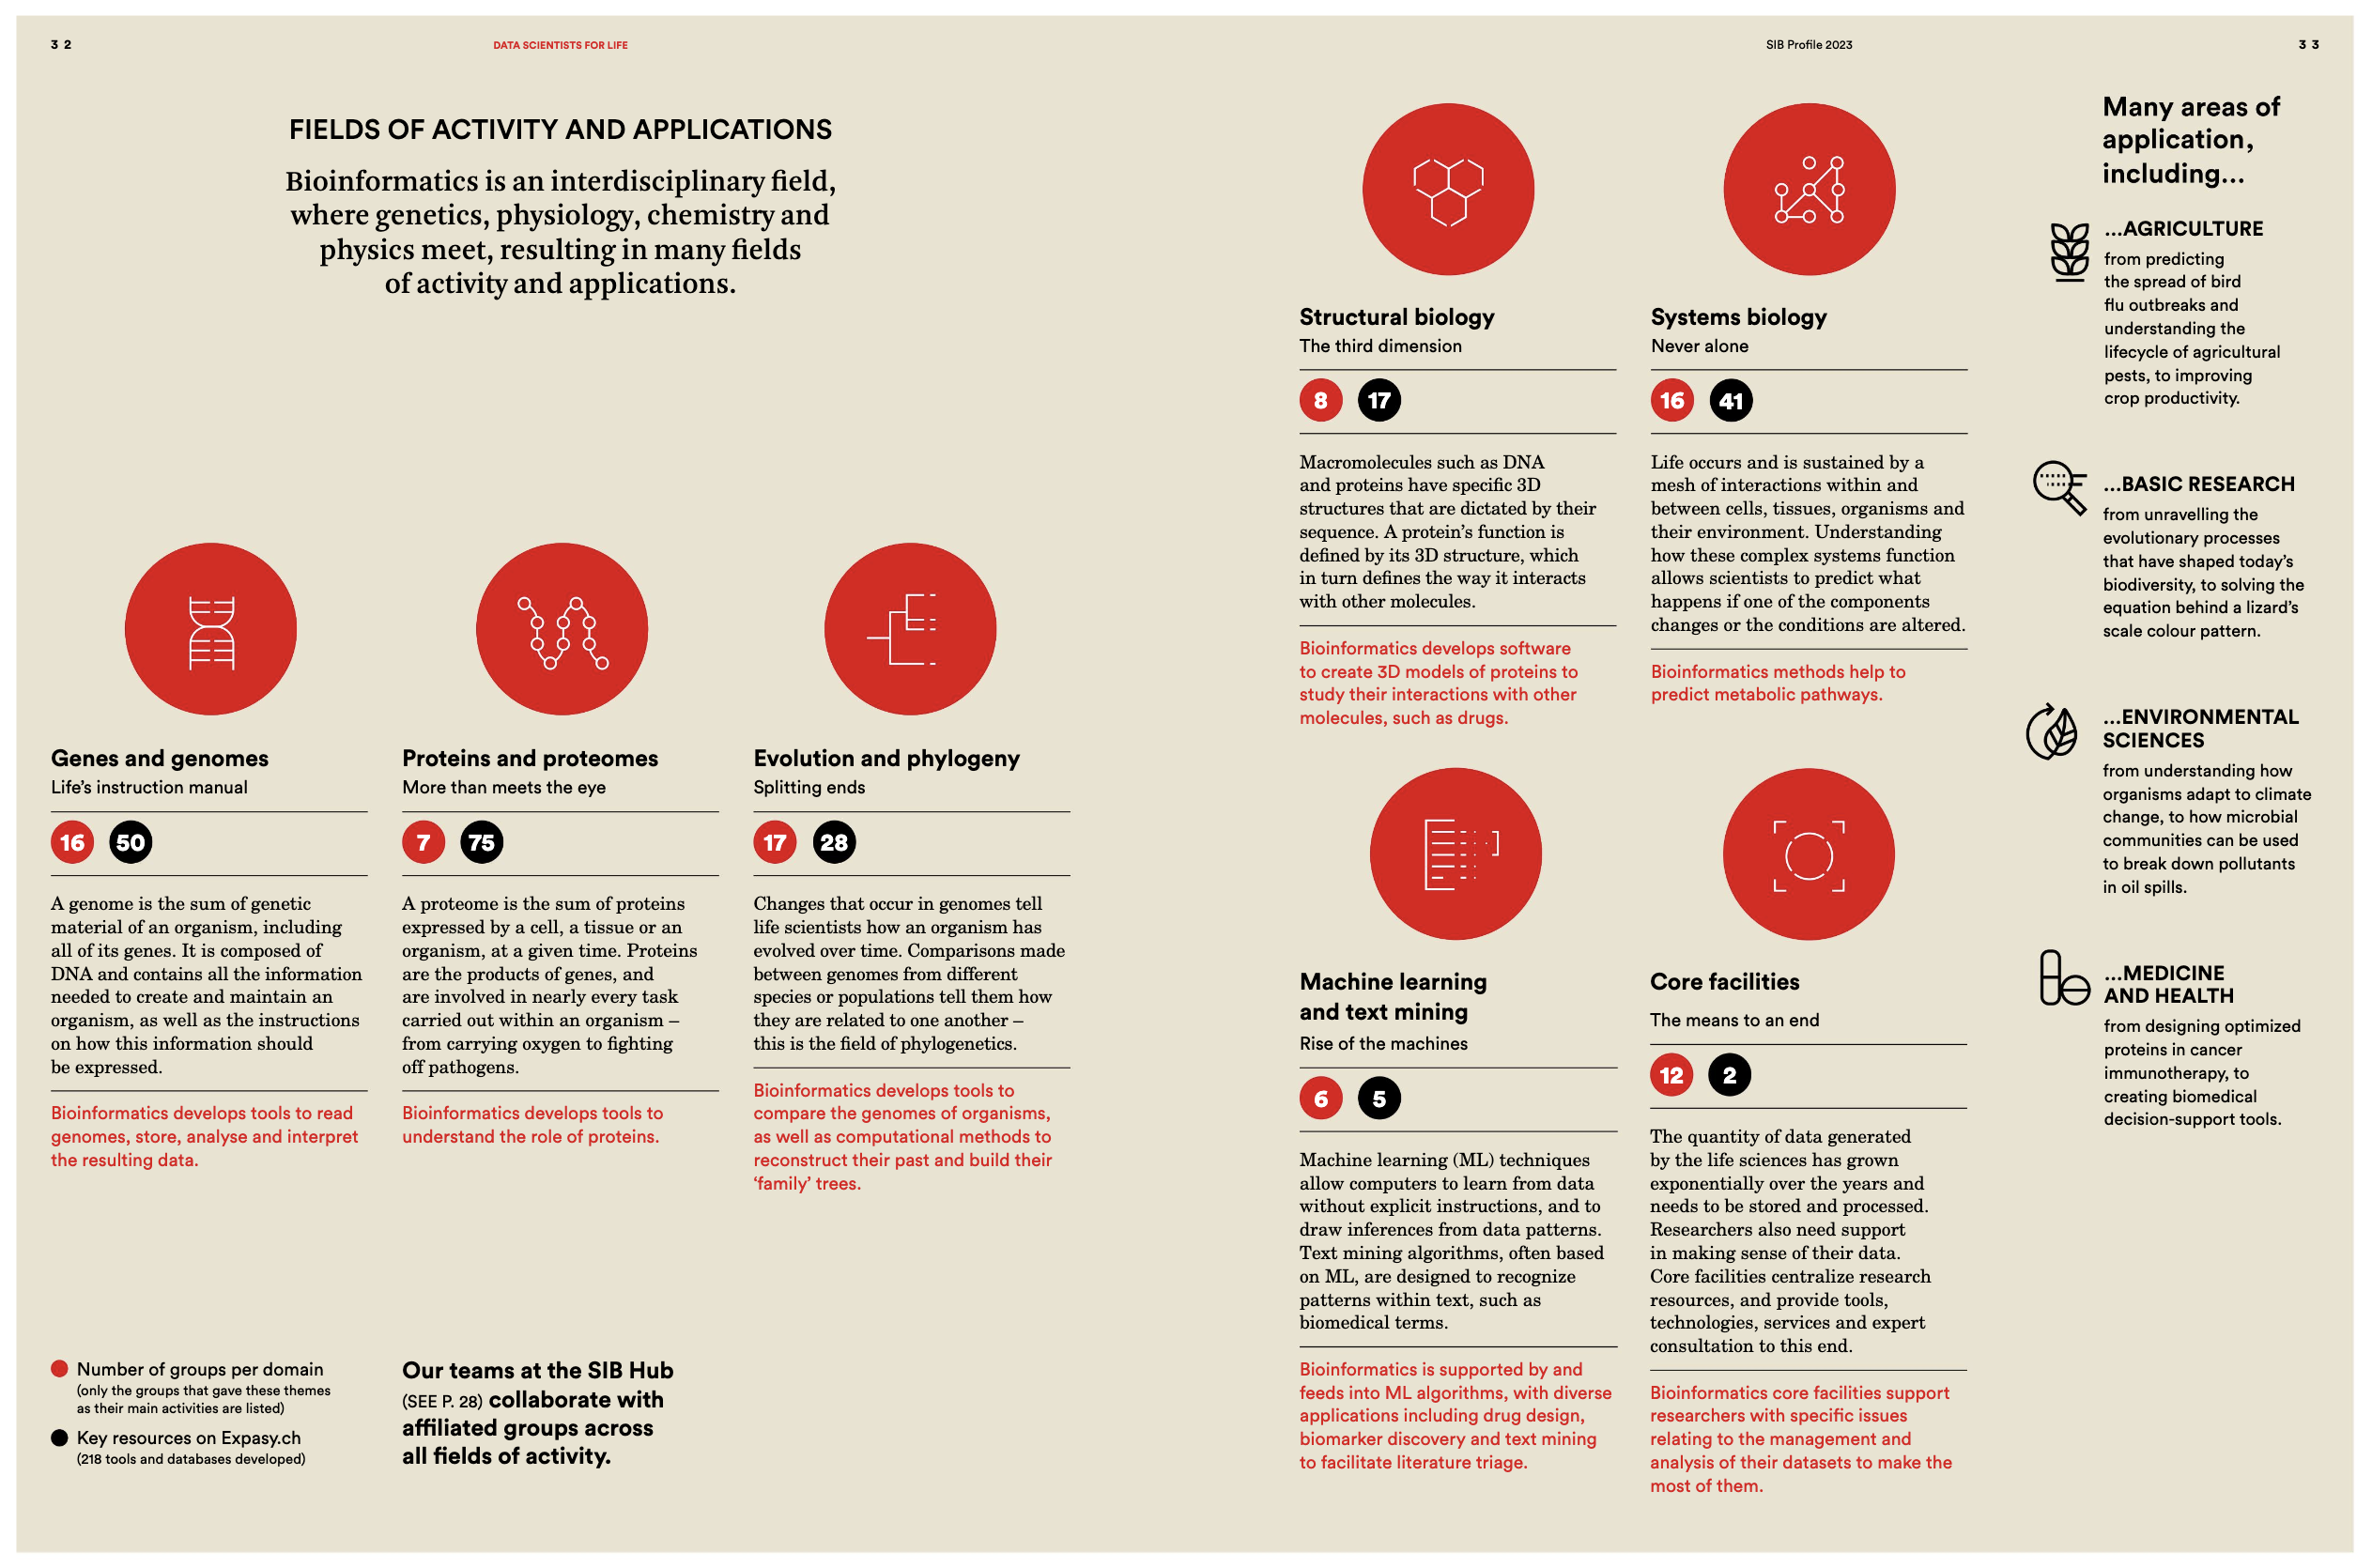 32
DATA SCIENTISTS FOR LIFE
FIELDS OF ACTIVITY AND APPLICATIONS
Bioinformatics is an interdisciplinary field,
where genetics, physiology, chemistry and
physics meet, resulting in many fields
of activity and applications.
Genes and genomes
Life's instruction manual
16 50
A genome is the sum of genetic
material of an organism, including
all of its genes. It is composed of
DNA and contains all the information
needed to create and maintain an
organism, as well as the instructions
on how this information should
be expressed.
Bioinformatics develops tools to read
genomes, store, analyse and interpret
the resulting data.
Proteins and proteomes
More than meets the eye
7 75
A proteome is the sum of proteins
expressed by a cell, a tissue or an
organism, at a given time. Proteins
are the products of genes, and
are involved in nearly every task
carried out within an organism –
from carrying oxygen to fighting
off pathogens.
Bioinformatics develops tools to
understand the role of proteins.
Evolution and phylogeny
Splitting ends
17 28
Changes that occur in genomes tell
life scientists how an organism has
evolved over time. Comparisons made
between genomes from different
species or populations tell them how
they are related to one another –
this is the field of phylogenetics.
Bioinformatics develops tools to
compare the genomes of organisms,
as well as computational methods to
reconstruct their past and build their
'family' trees.
Number of groups per domain
(only the groups that gave these themes
as their main activities are listed)
Key resources on Expasy.ch
(218 tools and databases developed)
Our teams at the SIB Hub
(SEE P. 28) collaborate with
affiliated groups across
all fields of activity.
SIB Profile 2023
33
Structural biology
The third dimension
8 17
Macromolecules such as DNA
and proteins have specific 3D
structures that are dictated by their
sequence. A protein's function is
defined by its 3D structure, which
in turn defines the way it interacts
with other molecules.
Bioinformatics develops software
to create 3D models of proteins to
study their interactions with other
molecules, such as drugs.
Systems biology
Never alone
16 41
Life occurs and is sustained by a
mesh of interactions within and
between cells, tissues, organisms and
their environment. Understanding
how these complex systems function
allows scientists to predict what
happens if one of the components
changes or the conditions are altered.
Bioinformatics methods help to
predict metabolic pathways.
Machine learning
and text mining
Rise of the machines
6 5
Machine learning (ML) techniques
allow computers to learn from data
without explicit instructions, and to
draw inferences from data patterns.
Text mining algorithms, often based
on ML, are designed to recognize
patterns within text, such as
biomedical terms.
Bioinformatics is supported by and
feeds into ML algorithms, with diverse
applications including drug design,
biomarker discovery and text mining
to facilitate literature triage.
Core facilities
The means to an end
12 2
The quantity of data generated
by the life sciences has grown
exponentially over the years and
needs to be stored and processed.
Researchers also need support
in making sense of their data.
Core facilities centralize research
resources, and provide tools,
technologies, services and expert
consultation to this end.
Bioinformatics core facilities support
researchers with specific issues
relating to the management and
analysis of their datasets to make the
most of them.
Many areas of
application,
including...
...AGRICULTURE
from predicting
the spread of bird
flu outbreaks and
understanding the
lifecycle of agricultural
pests, to improving
crop productivity.
...BASIC RESEARCH
from unravelling the
evolutionary processes
that have shaped today's
biodiversity, to solving the
equation behind a lizard's
scale colour pattern.
...ENVIRONMENTAL
SCIENCES
from understanding how
organisms adapt to climate
change, to how microbial
communities can be used
to break down pollutants
in oil spills.
...MEDICINE
AND HEALTH
from designing optimized
proteins in cancer
immunotherapy, to
creating biomedical
decision-support tools.